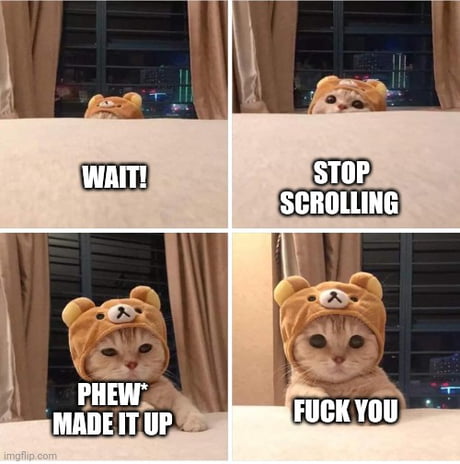 WAIT!
STOP
SCROLLING
PHEW*
MADE IT UP
FUCK YOU
imgflip.com